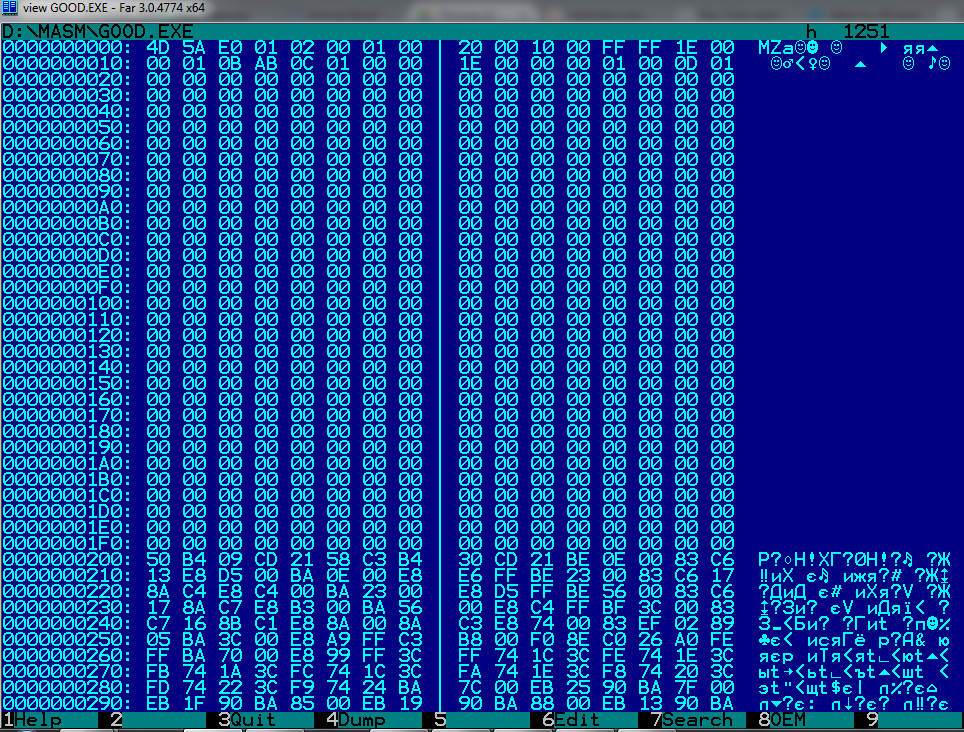 view GOOD.EXE - Far 3.0.4774 x64
D:\MASM\GOOD.EXE h 1251
0000000000: 4D 5A E0 01 02 00 01 00 | 20 00 10 00 FF FF 1E 00 MZа☺☻ ☺ ► яя▲
0000000010: 00 01 0B AB 0C 01 00 00 | 1E 00 00 00 01 00 0D 01 ☺♂<♀☺ ▲ ☺ ♪☺
0000000020: 00 00 00 00 00 00 00 00 | 00 00 00 00 00 00 00 00
0000000030: 00 00 00 00 00 00 00 00 | 00 00 00 00 00 00 00 00
0000000040: 00 00 00 00 00 00 00 00 | 00 00 00 00 00 00 00 00
0000000050: 00 00 00 00 00 00 00 00 | 00 00 00 00 00 00 00 00
0000000060: 00 00 00 00 00 00 00 00 | 00 00 00 00 00 00 00 00
0000000070: 00 00 00 00 00 00 00 00 | 00 00 00 00 00 00 00 00
0000000080: 00 00 00 00 00 00 00 00 | 00 00 00 00 00 00 00 00
0000000090: 00 00 00 00 00 00 00 00 | 00 00 00 00 00 00 00 00
00000000A0: 00 00 00 00 00 00 00 00 | 00 00 00 00 00 00 00 00
00000000B0: 00 00 00 00 00 00 00 00 | 00 00 00 00 00 00 00 00
00000000C0: 00 00 00 00 00 00 00 00 | 00 00 00 00 00 00 00 00
00000000D0: 00 00 00 00 00 00 00 00 | 00 00 00 00 00 00 00 00
00000000E0: 00 00 00 00 00 00 00 00 | 00 00 00 00 00 00 00 00
00000000F0: 00 00 00 00 00 00 00 00 | 00 00 00 00 00 00 00 00
0000000100: 00 00 00 00 00 00 00 00 | 00 00 00 00 00 00 00 00
0000000110: 00 00 00 00 00 00 00 00 | 00 00 00 00 00 00 00 00
0000000120: 00 00 00 00 00 00 00 00 | 00 00 00 00 00 00 00 00
0000000130: 00 00 00 00 00 00 00 00 | 00 00 00 00 00 00 00 00
0000000140: 00 00 00 00 00 00 00 00 | 00 00 00 00 00 00 00 00
0000000150: 00 00 00 00 00 00 00 00 | 00 00 00 00 00 00 00 00
0000000160: 00 00 00 00 00 00 00 00 | 00 00 00 00 00 00 00 00
0000000170: 00 00 00 00 00 00 00 00 | 00 00 00 00 00 00 00 00
0000000180: 00 00 00 00 00 00 00 00 | 00 00 00 00 00 00 00 00
0000000190: 00 00 00 00 00 00 00 00 | 00 00 00 00 00 00 00 00
00000001A0: 00 00 00 00 00 00 00 00 | 00 00 00 00 00 00 00 00
00000001B0: 00 00 00 00 00 00 00 00 | 00 00 00 00 00 00 00 00
00000001C0: 00 00 00 00 00 00 00 00 | 00 00 00 00 00 00 00 00
00000001D0: 00 00 00 00 00 00 00 00 | 00 00 00 00 00 00 00 00
00000001E0: 00 00 00 00 00 00 00 00 | 00 00 00 00 00 00 00 00
00000001F0: 00 00 00 00 00 00 00 00 | 00 00 00 00 00 00 00 00
0000000200: 50 B4 09 CD 21 58 C3 B4 | 30 CD 21 BE 0E 00 83 C6 P?○Н!XГ?0Н!?♫ ?Ж
0000000210: 13 E8 D5 00 BA 0E 00 E8 | E6 FF BE 23 00 83 C6 17 ‼иХ є♫ ижя?# ?Ж↨
0000000220: 8A C4 E8 C4 00 BA 23 00 | E8 D5 FF BE 56 00 83 C6 ?ДиД є# иХя?V ?Ж
0000000230: 17 8A C7 E8 B3 00 BA 56 | 00 E8 C4 FF BF 3C 00 83 ↨?Зи? єV иДяї< ?
0000000240: C7 16 8B C1 E8 8A 00 8A | C3 E8 74 00 83 EF 02 89 З▬<Би? ?Гиt ?п☻%
0000000250: 05 BA 3C 00 E8 A9 FF C3 | B8 00 F0 8E C0 26 A0 FE ♣є< исяГё р?А& ю
0000000260: FF BA 70 00 E8 99 FF 3C | FF 74 1C 3C FE 74 1E 3C яєp иTя<яt∟<юt▲<
0000000270: FB 74 1A 3C FC 74 1C 3C | FA 74 1E 3C F8 74 20 3C ыt→<ьt∟<ъt▲<шt <
0000000280: FD 74 22 3C F9 74 24 BA | 7C 00 EB 25 90 BA 7F 00 эt"<щt$є| л%?є⌂
0000000290: EB 1F 90 BA 85 00 EB 19 | 90 BA 88 00 EB 13 90 BA л▼?є: л↓?є? л‼?є
1Help 2 3Quit 4Dump 5 6Edit 7Search 8OEM 9